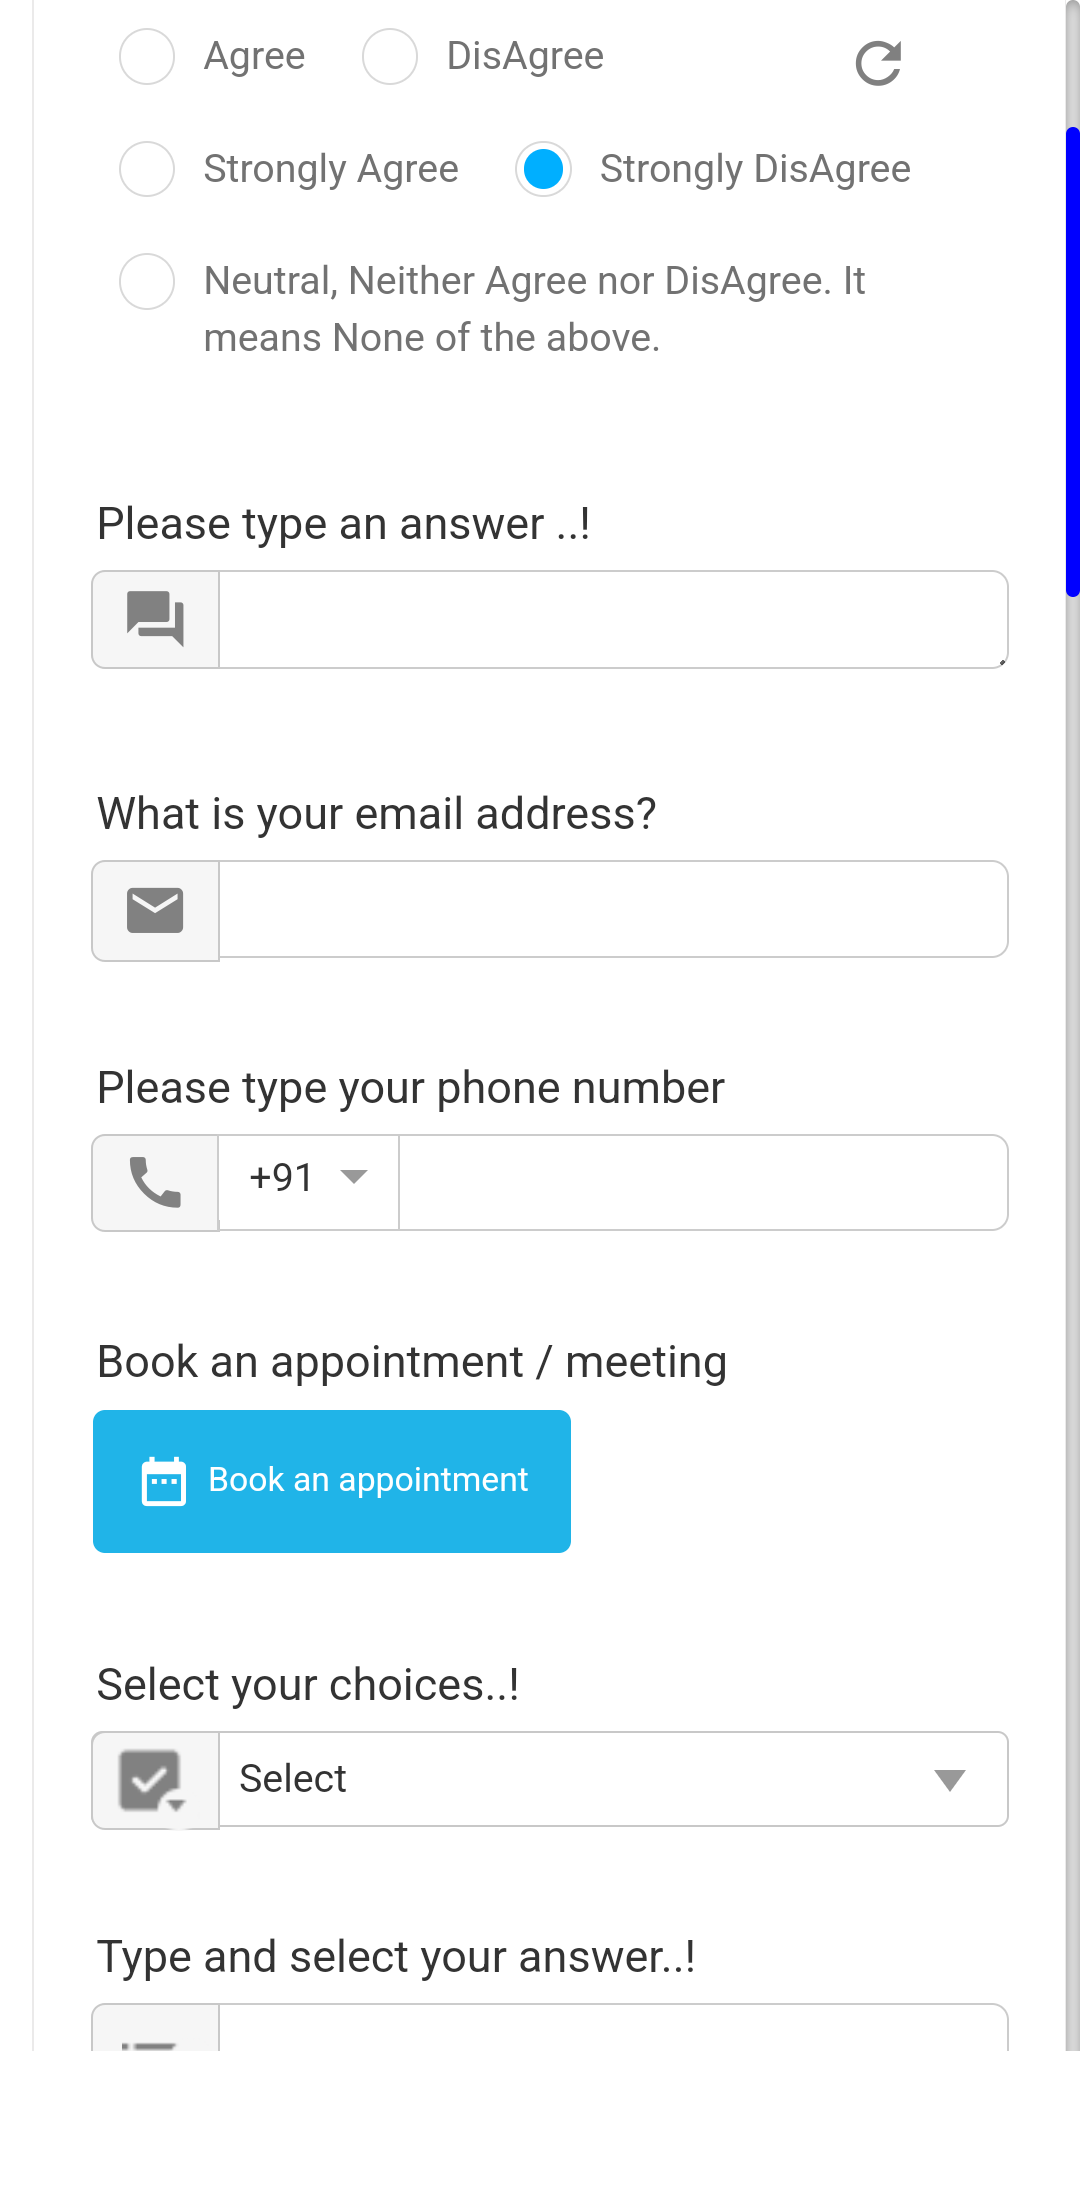 Agree DisAgree
Strongly Agree Strongly DisAgree
Neutral, Neither Agree nor DisAgree. It
means None of the above.
Please type an answer ..!
What is your email address?
Please type your phone number
+91
Book an appointment / meeting
Book an appointment
Select your choices..!
Select
Type and select your answer..!